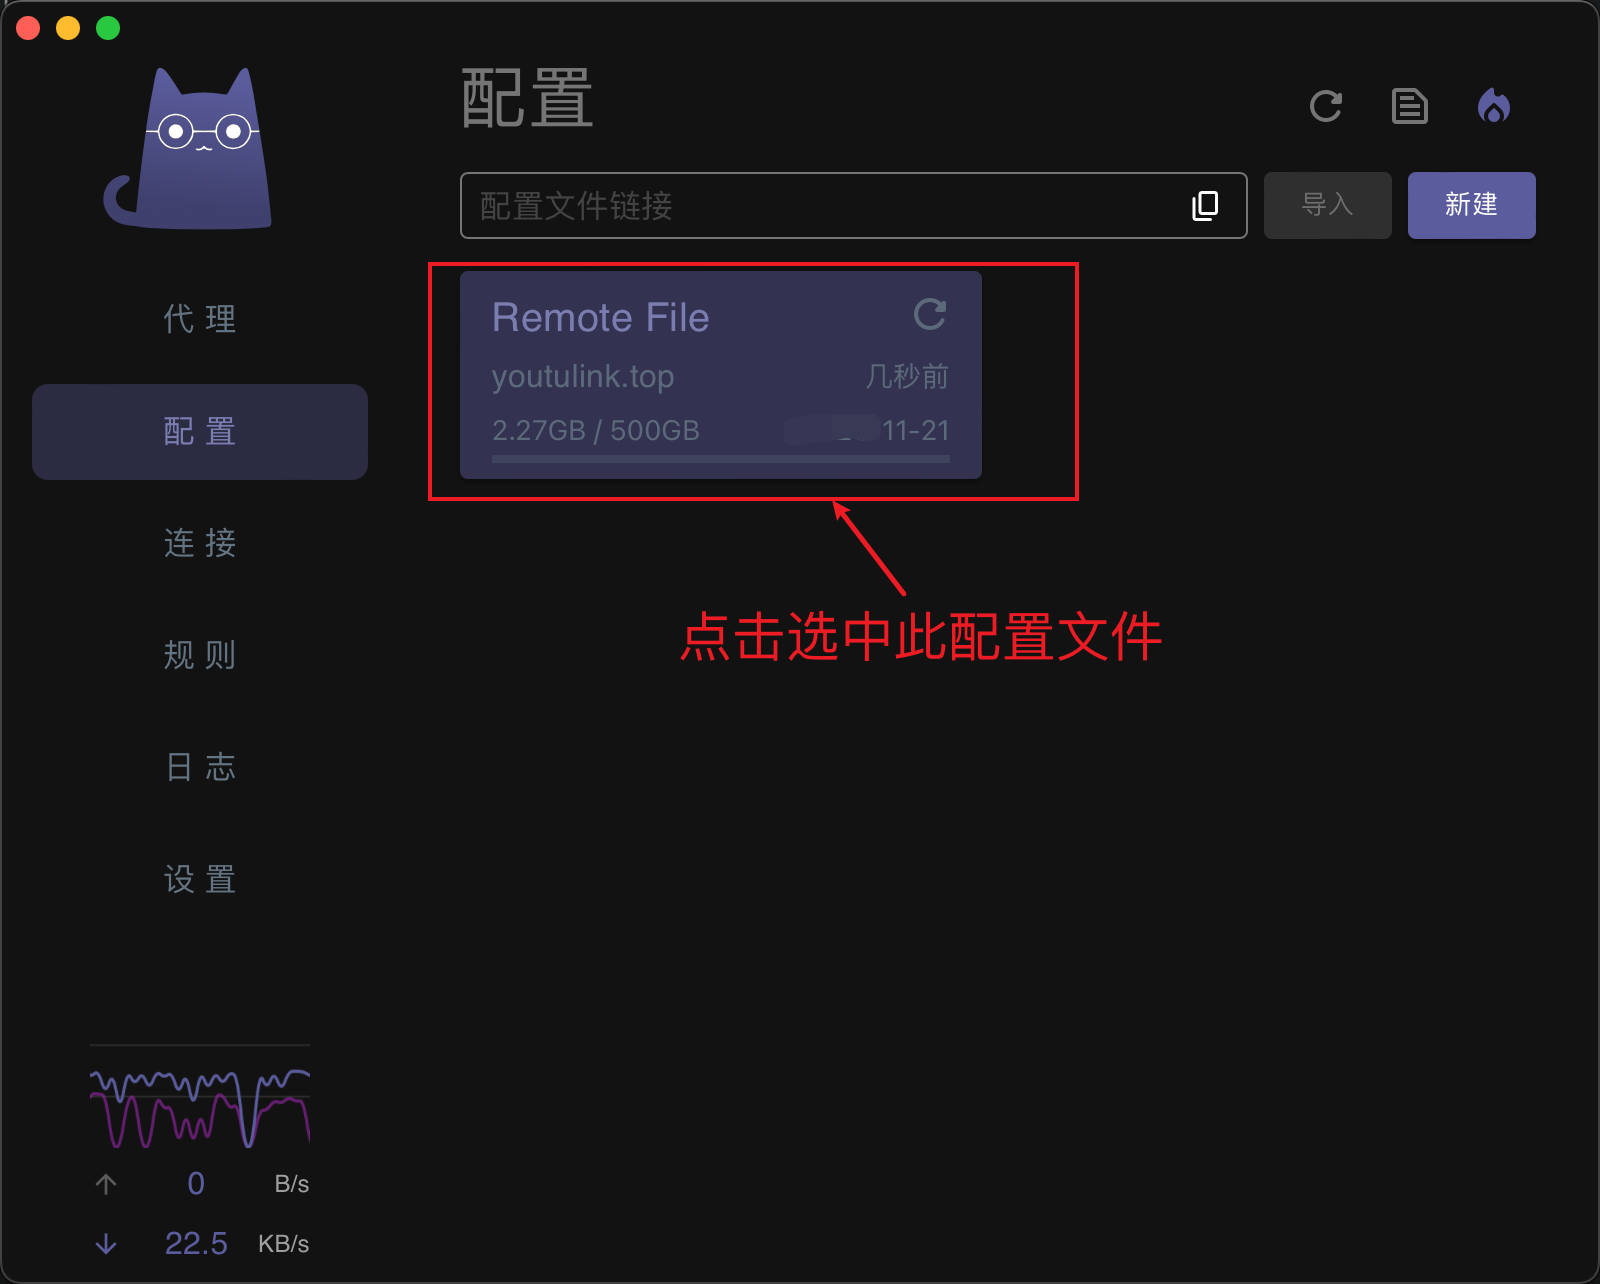 配置
配置文件链接
导入
新建
代 理
配 置
连 接
规 则
日 志
设 置
Remote File
youtulink.top
几秒前
2.27GB / 500GB
11-21
点击选中此配置文件
0 B/s
22.5 KB/s